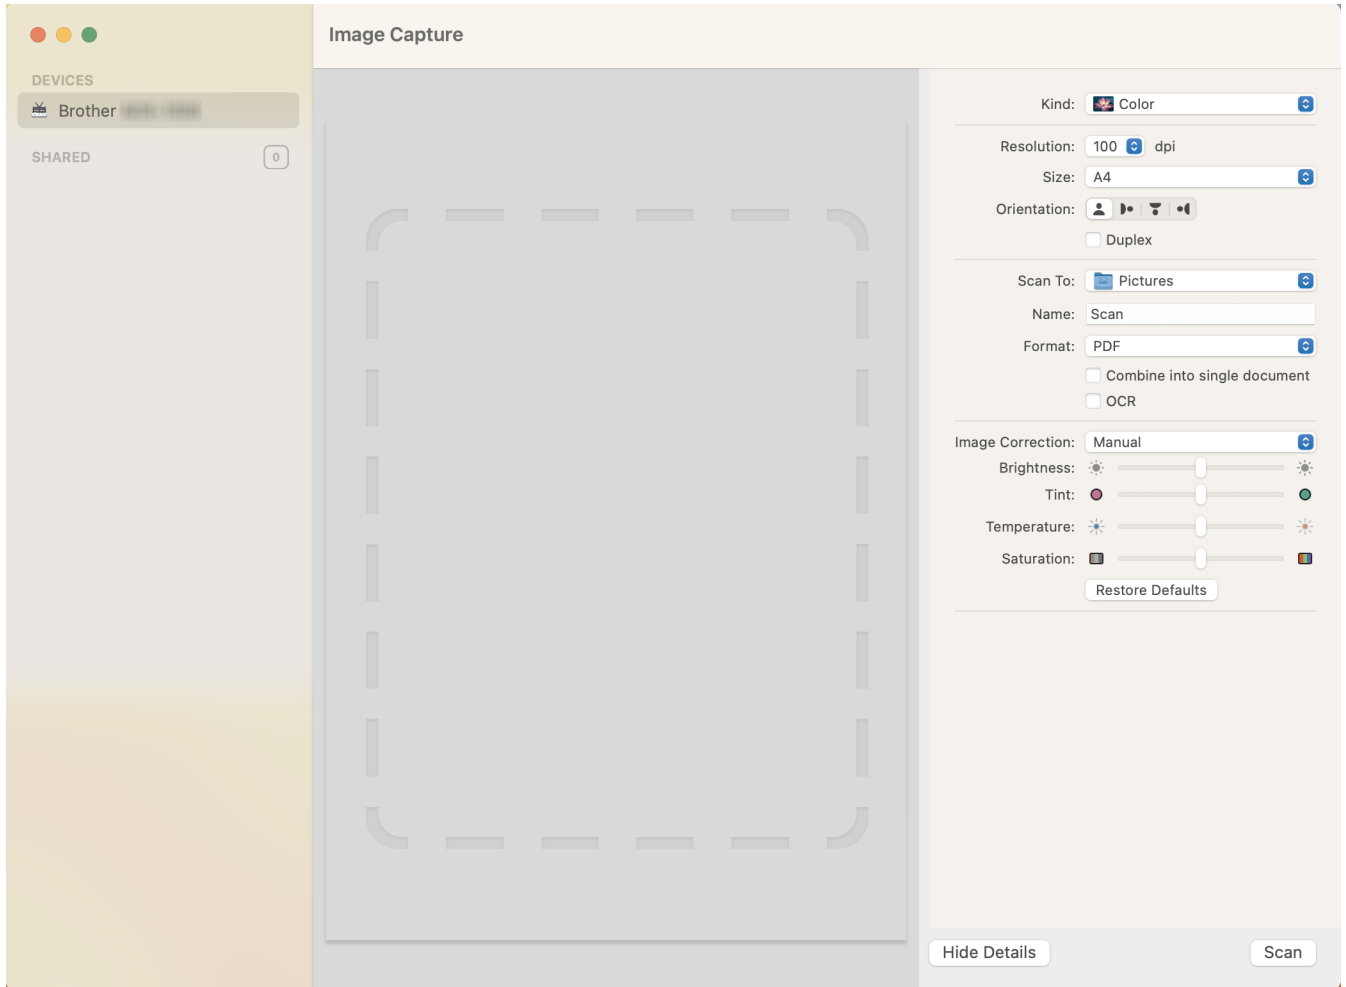 Image Capture
DEVICES
Brother
SHARED 0
Kind: Color
Resolution: 100 dpi
Size: A4
Orientation:
Duplex
Scan To: Pictures
Name: Scan
Format: PDF
Combine into single document
OCR
Image Correction: Manual
Brightness:
Tint:
Temperature:
Saturation:
Restore Defaults
Hide Details Scan